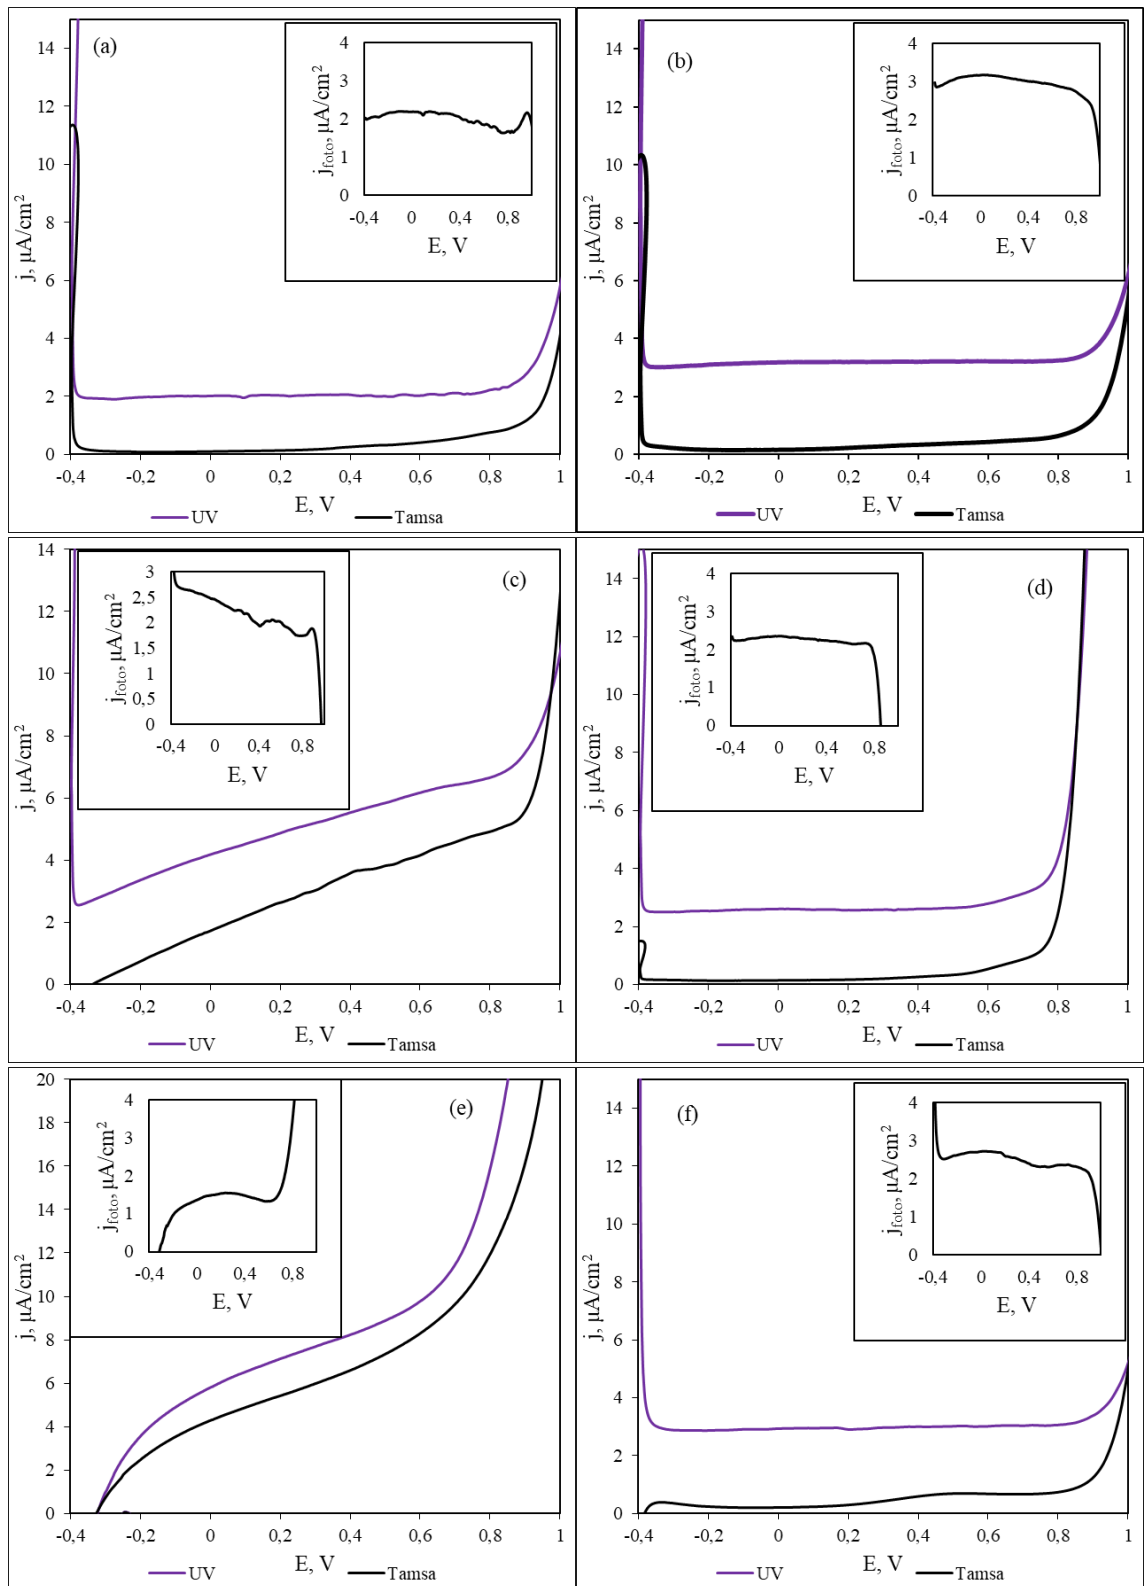 (a)
14
12
10
8
6
4
2
0
j, µA/cm²
-0,4 -0,2 0 0,2 0,4 0,6 0,8 1
E, V
UV Tamsa
4
3
2
1
0
j_foto, µA/cm²
-0,4 0 0,4 0,8
E, V
(b)
14
12
10
8
6
4
2
0
j, µA/cm²
-0,4 -0,2 0 0,2 0,4 0,6 0,8 1
E, V
UV Tamsa
4
3
2
1
0
j_foto, µA/cm²
-0,4 0 0,4 0,8
E, V
(c)
14
12
10
8
6
4
2
0
j, µA/cm²
-0,4 -0,2 0 0,2 0,4 0,6 0,8 1
E, V
UV Tamsa
3
2,5
2
1,5
1
0,5
0
j_foto, µA/cm²
-0,4 0 0,4 0,8
E, V
(d)
14
12
10
8
6
4
2
0
j, µA/cm²
-0,4 -0,2 0 0,2 0,4 0,6 0,8 1
E, V
UV Tamsa
4
3
2
1
0
j_foto, µA/cm²
-0,4 0 0,4 0,8
E, V
(e)
20
18
16
14
12
10
8
6
4
2
0
j, µA/cm²
-0,4 -0,2 0 0,2 0,4 0,6 0,8 1
E, V
UV Tamsa
4
3
2
1
0
j_foto, µA/cm²
-0,4 0 0,4 0,8
E, V
(f)
14
12
10
8
6
4
2
0
j, µA/cm²
-0,4 -0,2 0 0,2 0,4 0,6 0,8 1
E, V
UV Tamsa
4
3
2
1
0
j_foto, µA/cm²
-0,4 0 0,4 0,8
E, V